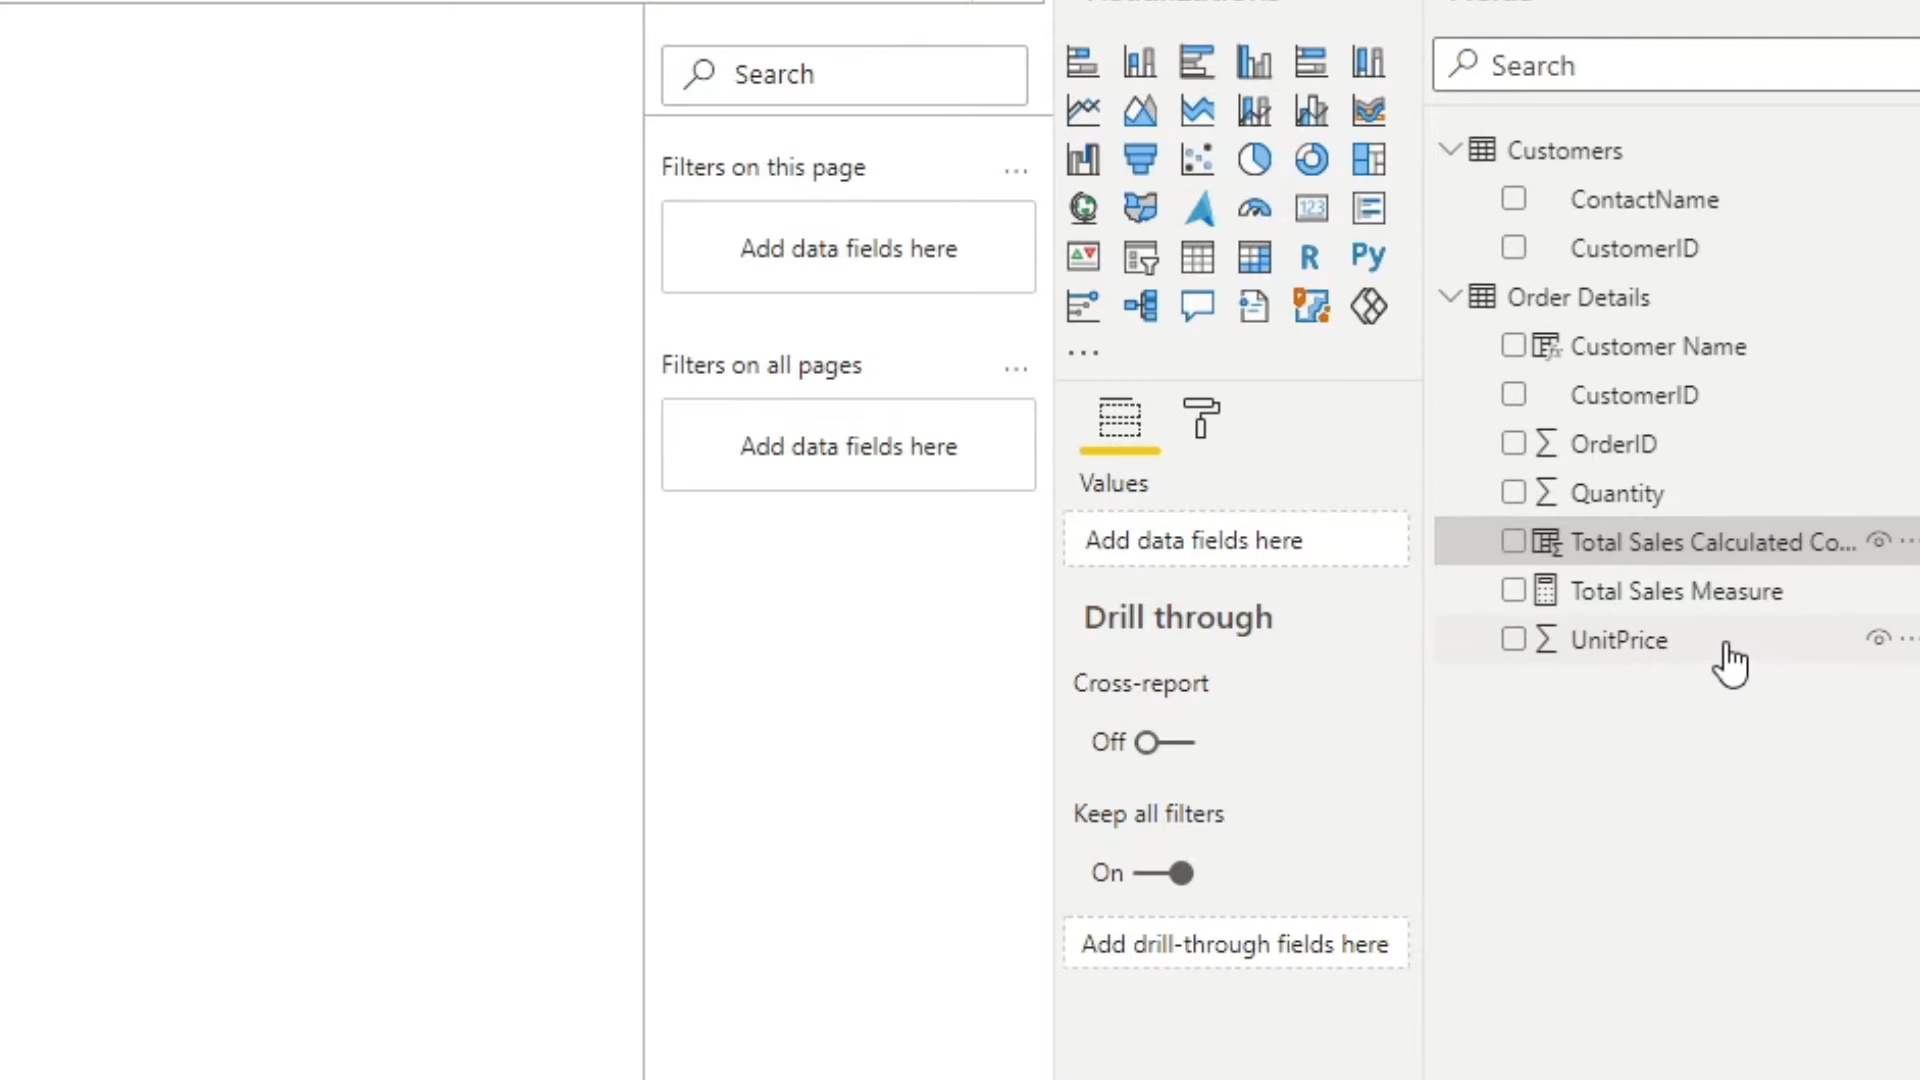 Search
Filters on this page
...
Add data fields here
Filters on all pages
...
Add data fields here
123
R
Py
...
Values
Add data fields here
Drill through
Cross-report
Off
Keep all filters
On
Add drill-through fields here
Search
Customers
ContactName
CustomerID
Order Details
Customer Name
CustomerID
OrderID
Quantity
Total Sales Calculated Co...
Total Sales Measure
UnitPrice